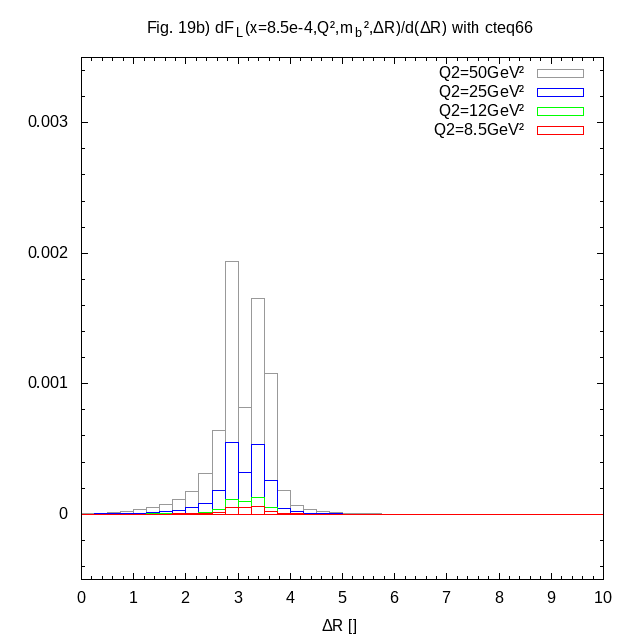 Fig. 19b) dF_L(x=8.5e-4,Q²,m_b²,ΔR)/d(ΔR) with cteq66
Q2=50GeV²
Q2=25GeV²
Q2=12GeV²
Q2=8.5GeV²
0.003
0.002
0.001
0
0 1 2 3 4 5 6 7 8 9 10
ΔR []